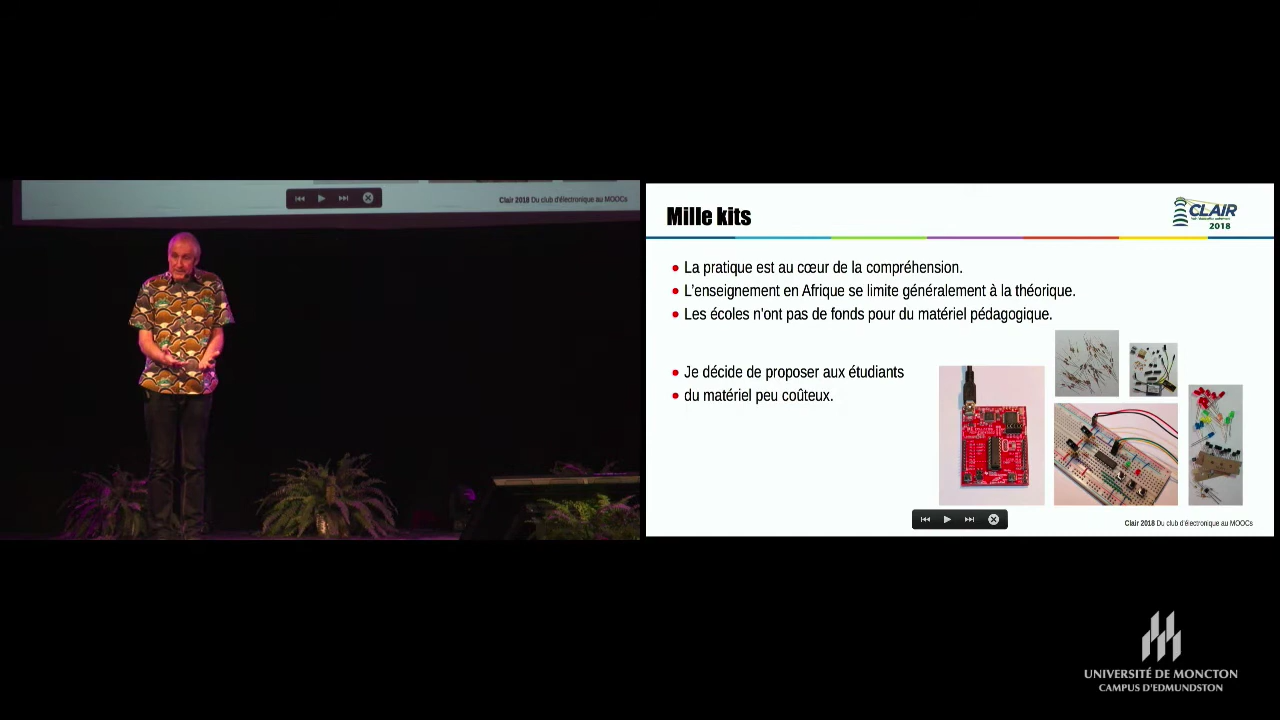 Clair 2018 Du club d'électronique au MOOCs
Mille kits
CLAIR
2018
La pratique est au cœur de la compréhension.
L'enseignement en Afrique se limite généralement à la théorique.
Les écoles n'ont pas de fonds pour du matériel pédagogique.
Je décide de proposer aux étudiants
du matériel peu coûteux.
Clair 2018 Du club d'électronique au MOOCs
UNIVERSITÉ DE MONCTON
CAMPUS D'EDMUNDSTON